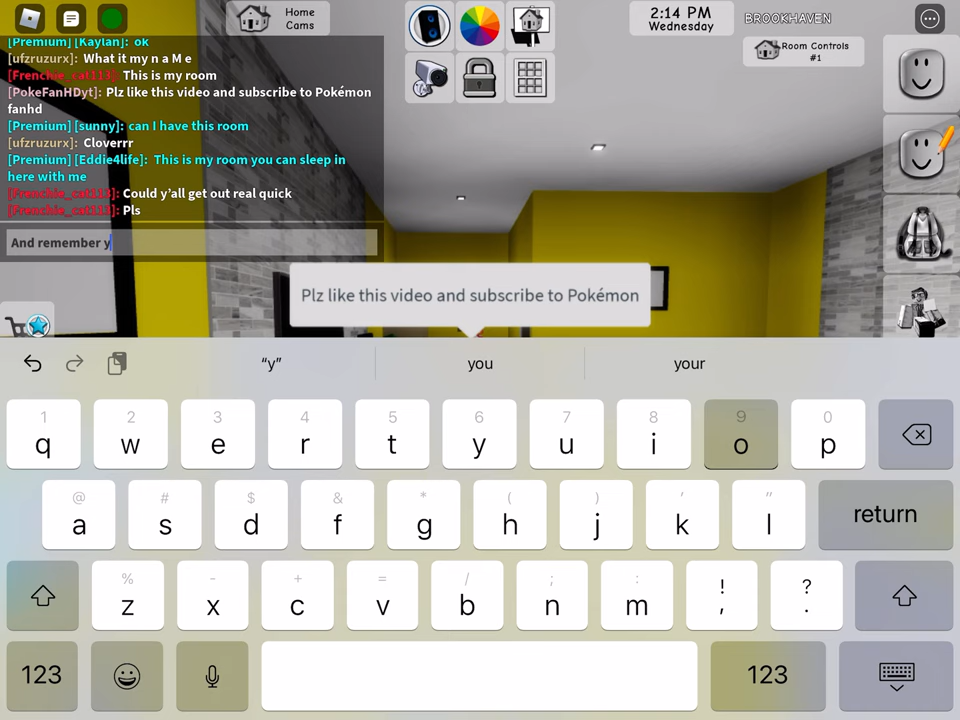 Home
Cams
2:14 PM
Wednesday
BROOKHAVEN
Room Controls
#1
[Premium] [Kaylan]: ok
[ufzruzurx]: What it my n a M e
[Frenchie_cat113]: This is my room
[PokeFanHDyt]: Plz like this video and subscribe to Pokémon
fanhd
[Premium] [sunny]: can I have this room
[ufzruzurx]: Cloverrr
[Premium] [Eddie4life]: This is my room you can sleep in
here with me
[Frenchie_cat113]: Could y'all get out real quick
[Frenchie_cat113]: Pls
And remember y
Plz like this video and subscribe to Pokémon
“y” you your
1 2 3 4 5 6 7 8 9 0
q w e r t y u i o p
@ # $ & * ( ) ' "
a s d f g h j k l return
% - + = / ; : ! ?
z x c v b n m , .
123 123